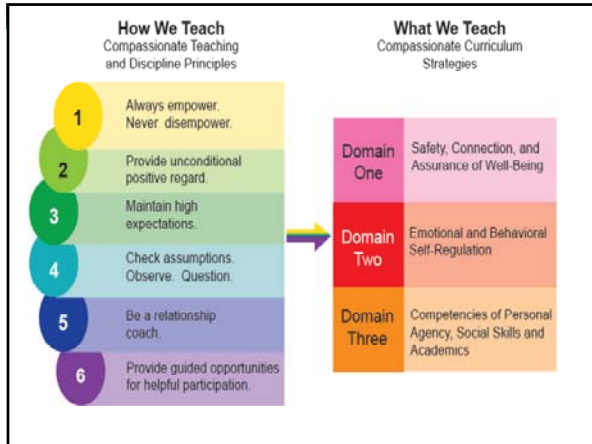 How We Teach
Compassionate Teaching
and Discipline Principles
1
Always empower.
Never disempower.
2
Provide unconditional
positive regard.
3
Maintain high
expectations.
4
Check assumptions.
Observe. Question.
5
Be a relationship
coach.
6
Provide guided opportunities
for helpful participation.
What We Teach
Compassionate Curriculum
Strategies
Domain
One
Safety, Connection, and
Assurance of Well-Being
Domain
Two
Emotional and Behavioral
Self-Regulation
Domain
Three
Competencies of Personal
Agency, Social Skills and
Academics